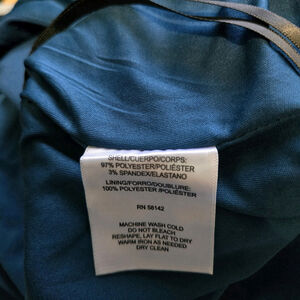 SHELL/CUERPO/CORPS:
97% POLYESTER/POLIÉSTER
3% SPANDEX/ELASTANO
LINING/FORRO/DOUBLURE:
100% POLYESTER/POLIÉSTER
RN 58142
MACHINE WASH COLD
DO NOT BLEACH
RESHAPE, LAY FLAT TO DRY
WARM IRON AS NEEDED
DRY CLEAN